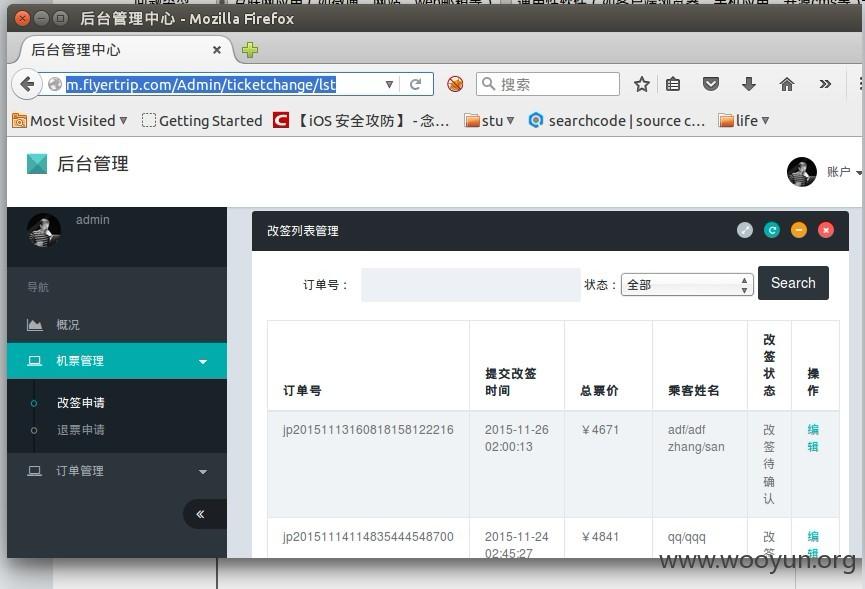 后台管理中心 - Mozilla Firefox
后台管理中心
m.flyertrip.com/Admin/ticketchange/lst
搜索
Most Visited
Getting Started
【 iOS 安全攻防】 - 念...
stu
searchcode | source c...
life
后台管理
账户
admin
导航
概况
机票管理
改签申请
退票申请
订单管理
改签列表管理
订单号：
状态：
全部
Search
订单号
提交改签
时间
总票价
乘客姓名
改
签
状
态
操
作
jp20151113160818158122216
2015-11-26
02:00:13
￥4671
adf/adf
zhang/san
改
签
待
确
认
编
辑
jp20151114114835444548700
2015-11-24
02:45:27
￥4841
qq/qqq
改
签
编
辑
www.wooyun.org